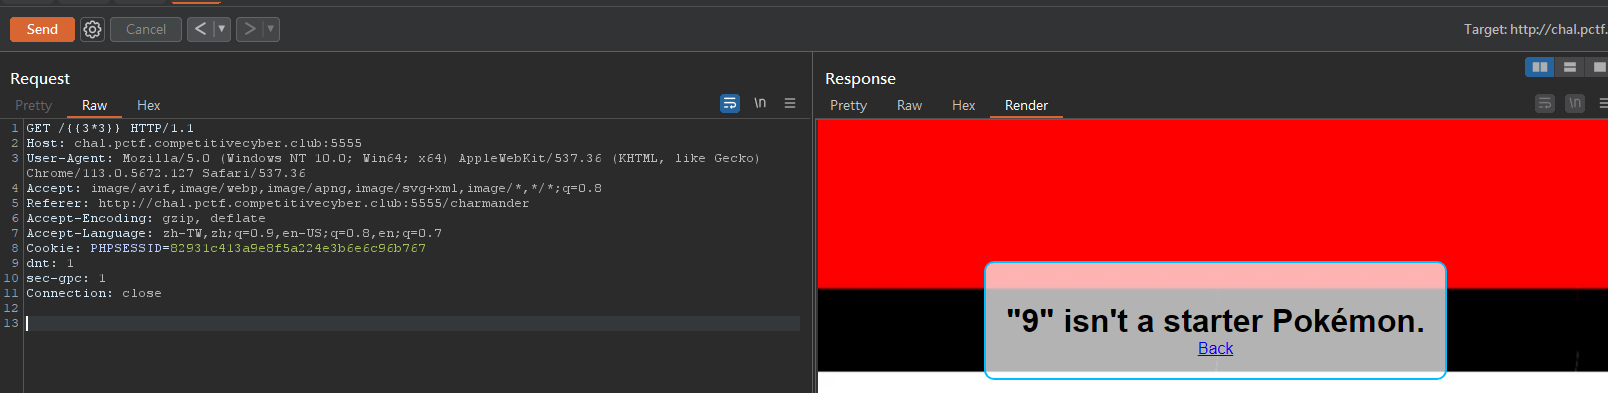 Send
Cancel
Target: http://chal.pctf.
Request
Pretty Raw Hex
\n
1 GET /{{3*3}} HTTP/1.1
2 Host: chal.pctf.competitivecyber.club:5555
3 User-Agent: Mozilla/5.0 (Windows NT 10.0; Win64; x64) AppleWebKit/537.36 (KHTML, like Gecko)
Chrome/113.0.5672.127 Safari/537.36
4 Accept: image/avif,image/webp,image/apng,image/svg+xml,image/*,*/*;q=0.8
5 Referer: http://chal.pctf.competitivecyber.club:5555/charmander
6 Accept-Encoding: gzip, deflate
7 Accept-Language: zh-TW,zh;q=0.9,en-US;q=0.8,en;q=0.7
8 Cookie: PHPSESSID=82931c413a9e8f5a224e3b6e6c96b767
9 dnt: 1
10 sec-gpc: 1
11 Connection: close
12
13
Response
Pretty Raw Hex Render
\n
"9" isn't a starter Pokémon.
Back